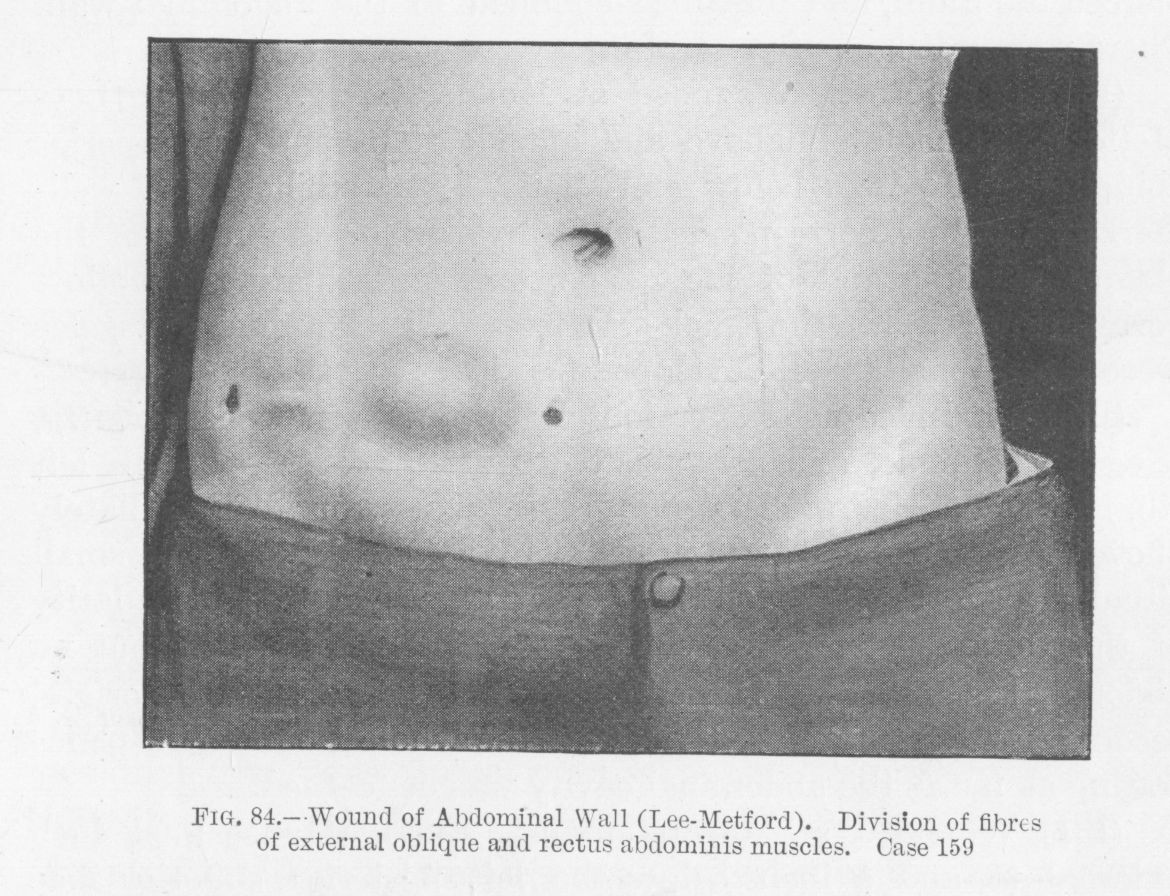 Fig. 84.—Wound of Abdominal Wall (Lee-Metford). Division of fibres
of external oblique and rectus abdominis muscles. Case 159